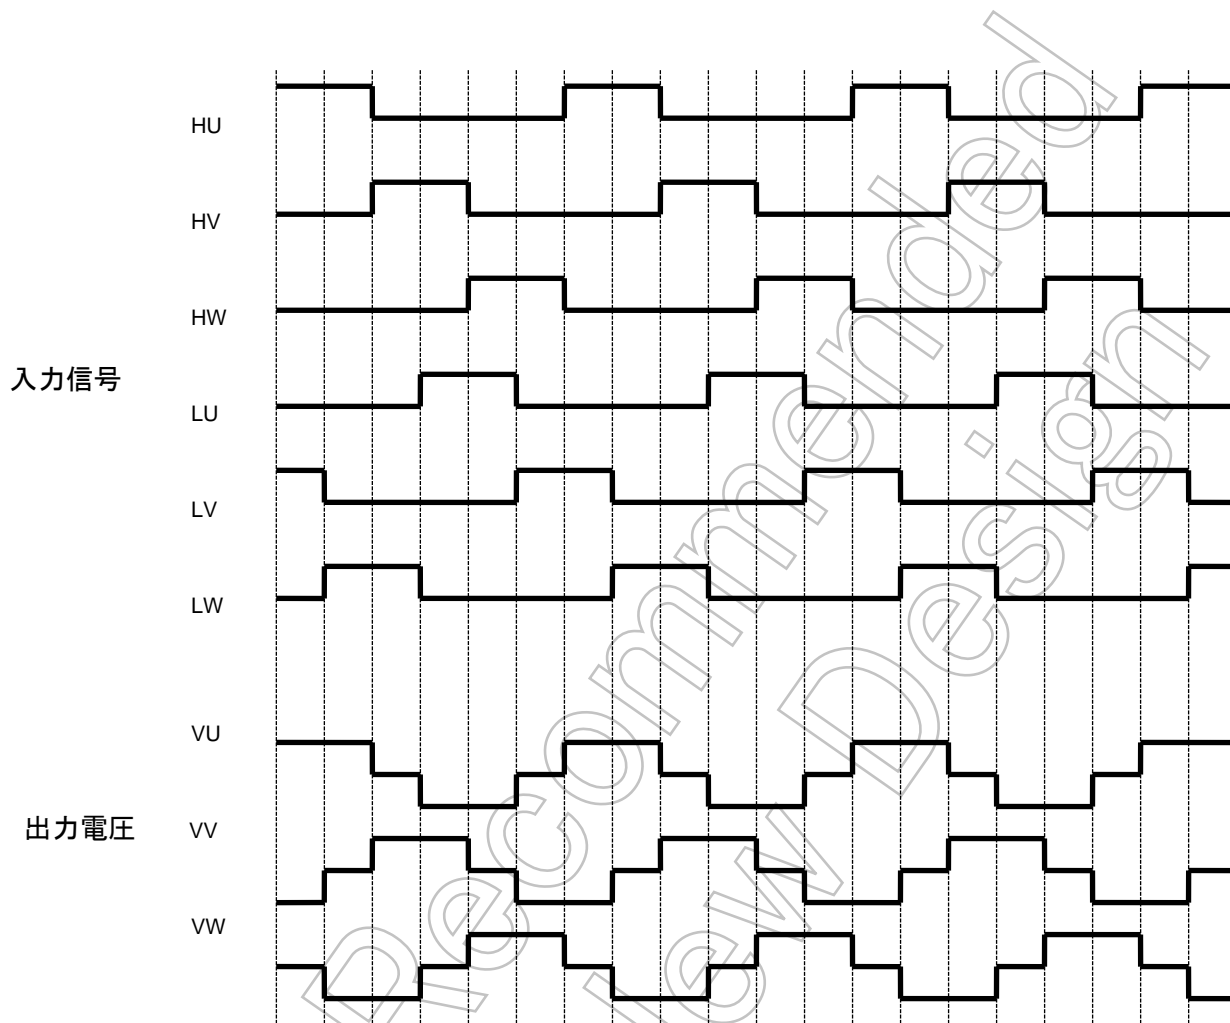 HU
HV
HW
入力信号
LU
LV
LW
VU
出力電圧
VV
VW
Recommended
New Design